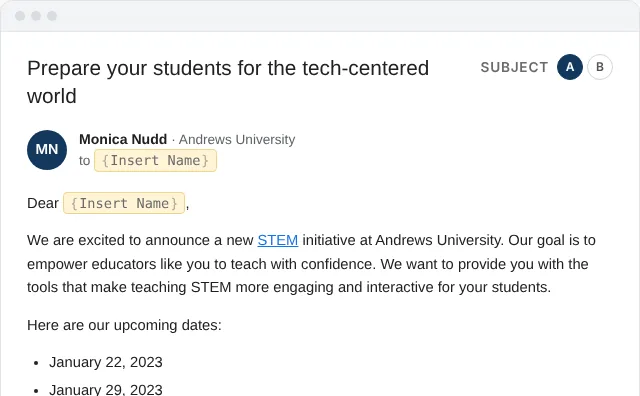 Prepare your students for the tech-centered
world
SUBJECT A B
MN
Monica Nudd · Andrews University
to {Insert Name}
Dear {Insert Name},
We are excited to announce a new STEM initiative at Andrews University. Our goal is to
empower educators like you to teach with confidence. We want to provide you with the
tools that make teaching STEM more engaging and interactive for your students.
Here are our upcoming dates:
• January 22, 2023
• January 29, 2023